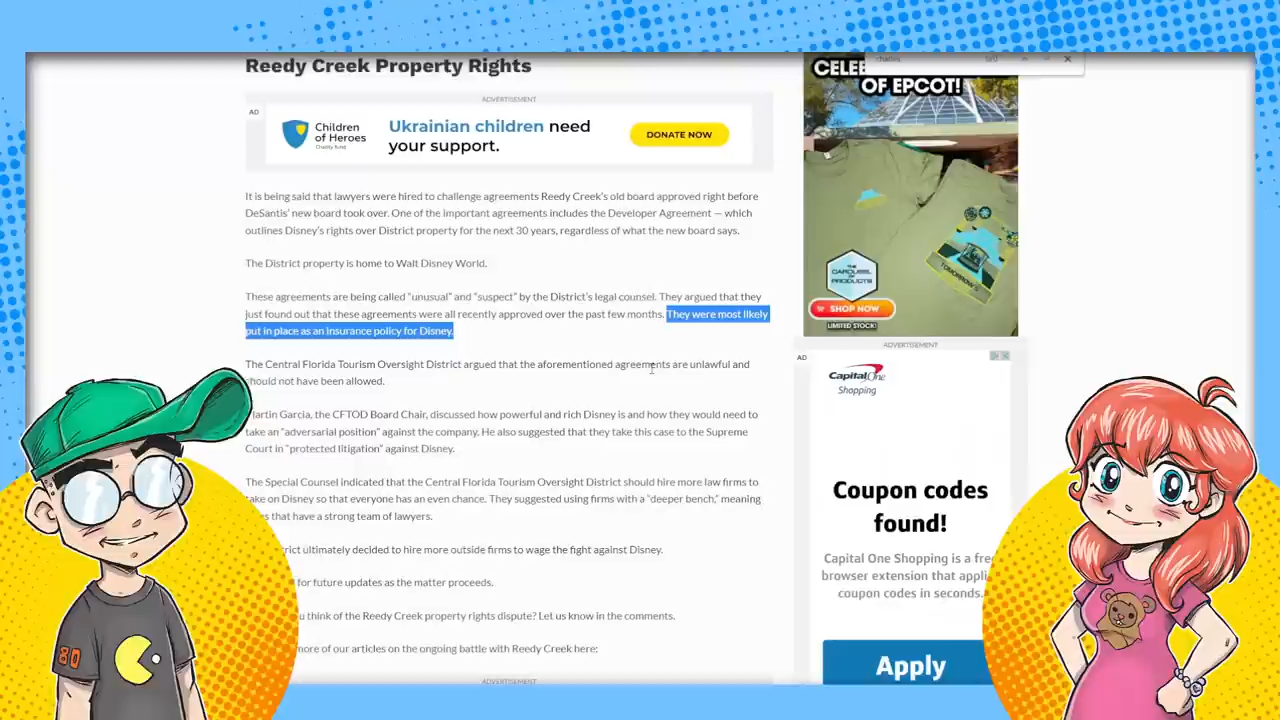 Reedy Creek Property Rights
ADVERTISEMENT
AD
Children
of Heroes
Charity fund
Ukrainian children need
your support.
DONATE NOW
It is being said that lawyers were hired to challenge agreements Reedy Creek's old board approved right before
DeSantis' new board took over. One of the important agreements includes the Developer Agreement — which
outlines Disney's rights over District property for the next 30 years, regardless of what the new board says.
The District property is home to Walt Disney World.
These agreements are being called "unusual" and "suspect" by the District's legal counsel. They argued that they
just found out that these agreements were all recently approved over the past few months. They were most likely
put in place as an insurance policy for Disney.
The Central Florida Tourism Oversight District argued that the aforementioned agreements are unlawful and
should not have been allowed.
Martin Garcia, the CFTOD Board Chair, discussed how powerful and rich Disney is and how they would need to
take an "adversarial position" against the company. He also suggested that they take this case to the Supreme
Court in "protected litigation" against Disney.
The Special Counsel indicated that the Central Florida Tourism Oversight District should hire more law firms to
take on Disney so that everyone has an even chance. They suggested using firms with a "deeper bench," meaning
that have a strong team of lawyers.
ultimately decided to hire more outside firms to wage the fight against Disney.
for future updates as the matter proceeds.
think of the Reedy Creek property rights dispute? Let us know in the comments.
more of our articles on the ongoing battle with Reedy Creek here:
ADVERTISEMENT
charles
OF EPCOT!
THE
CAROUSEL
OF
PRODUCTS
TOMORROW'S
SHOP NOW
LIMITED STOCK!
ADVERTISEMENT
AD
Capital One
Shopping
Coupon codes
found!
Capital One Shopping is a free
browser extension that
coupon codes in seconds.
Apply
80